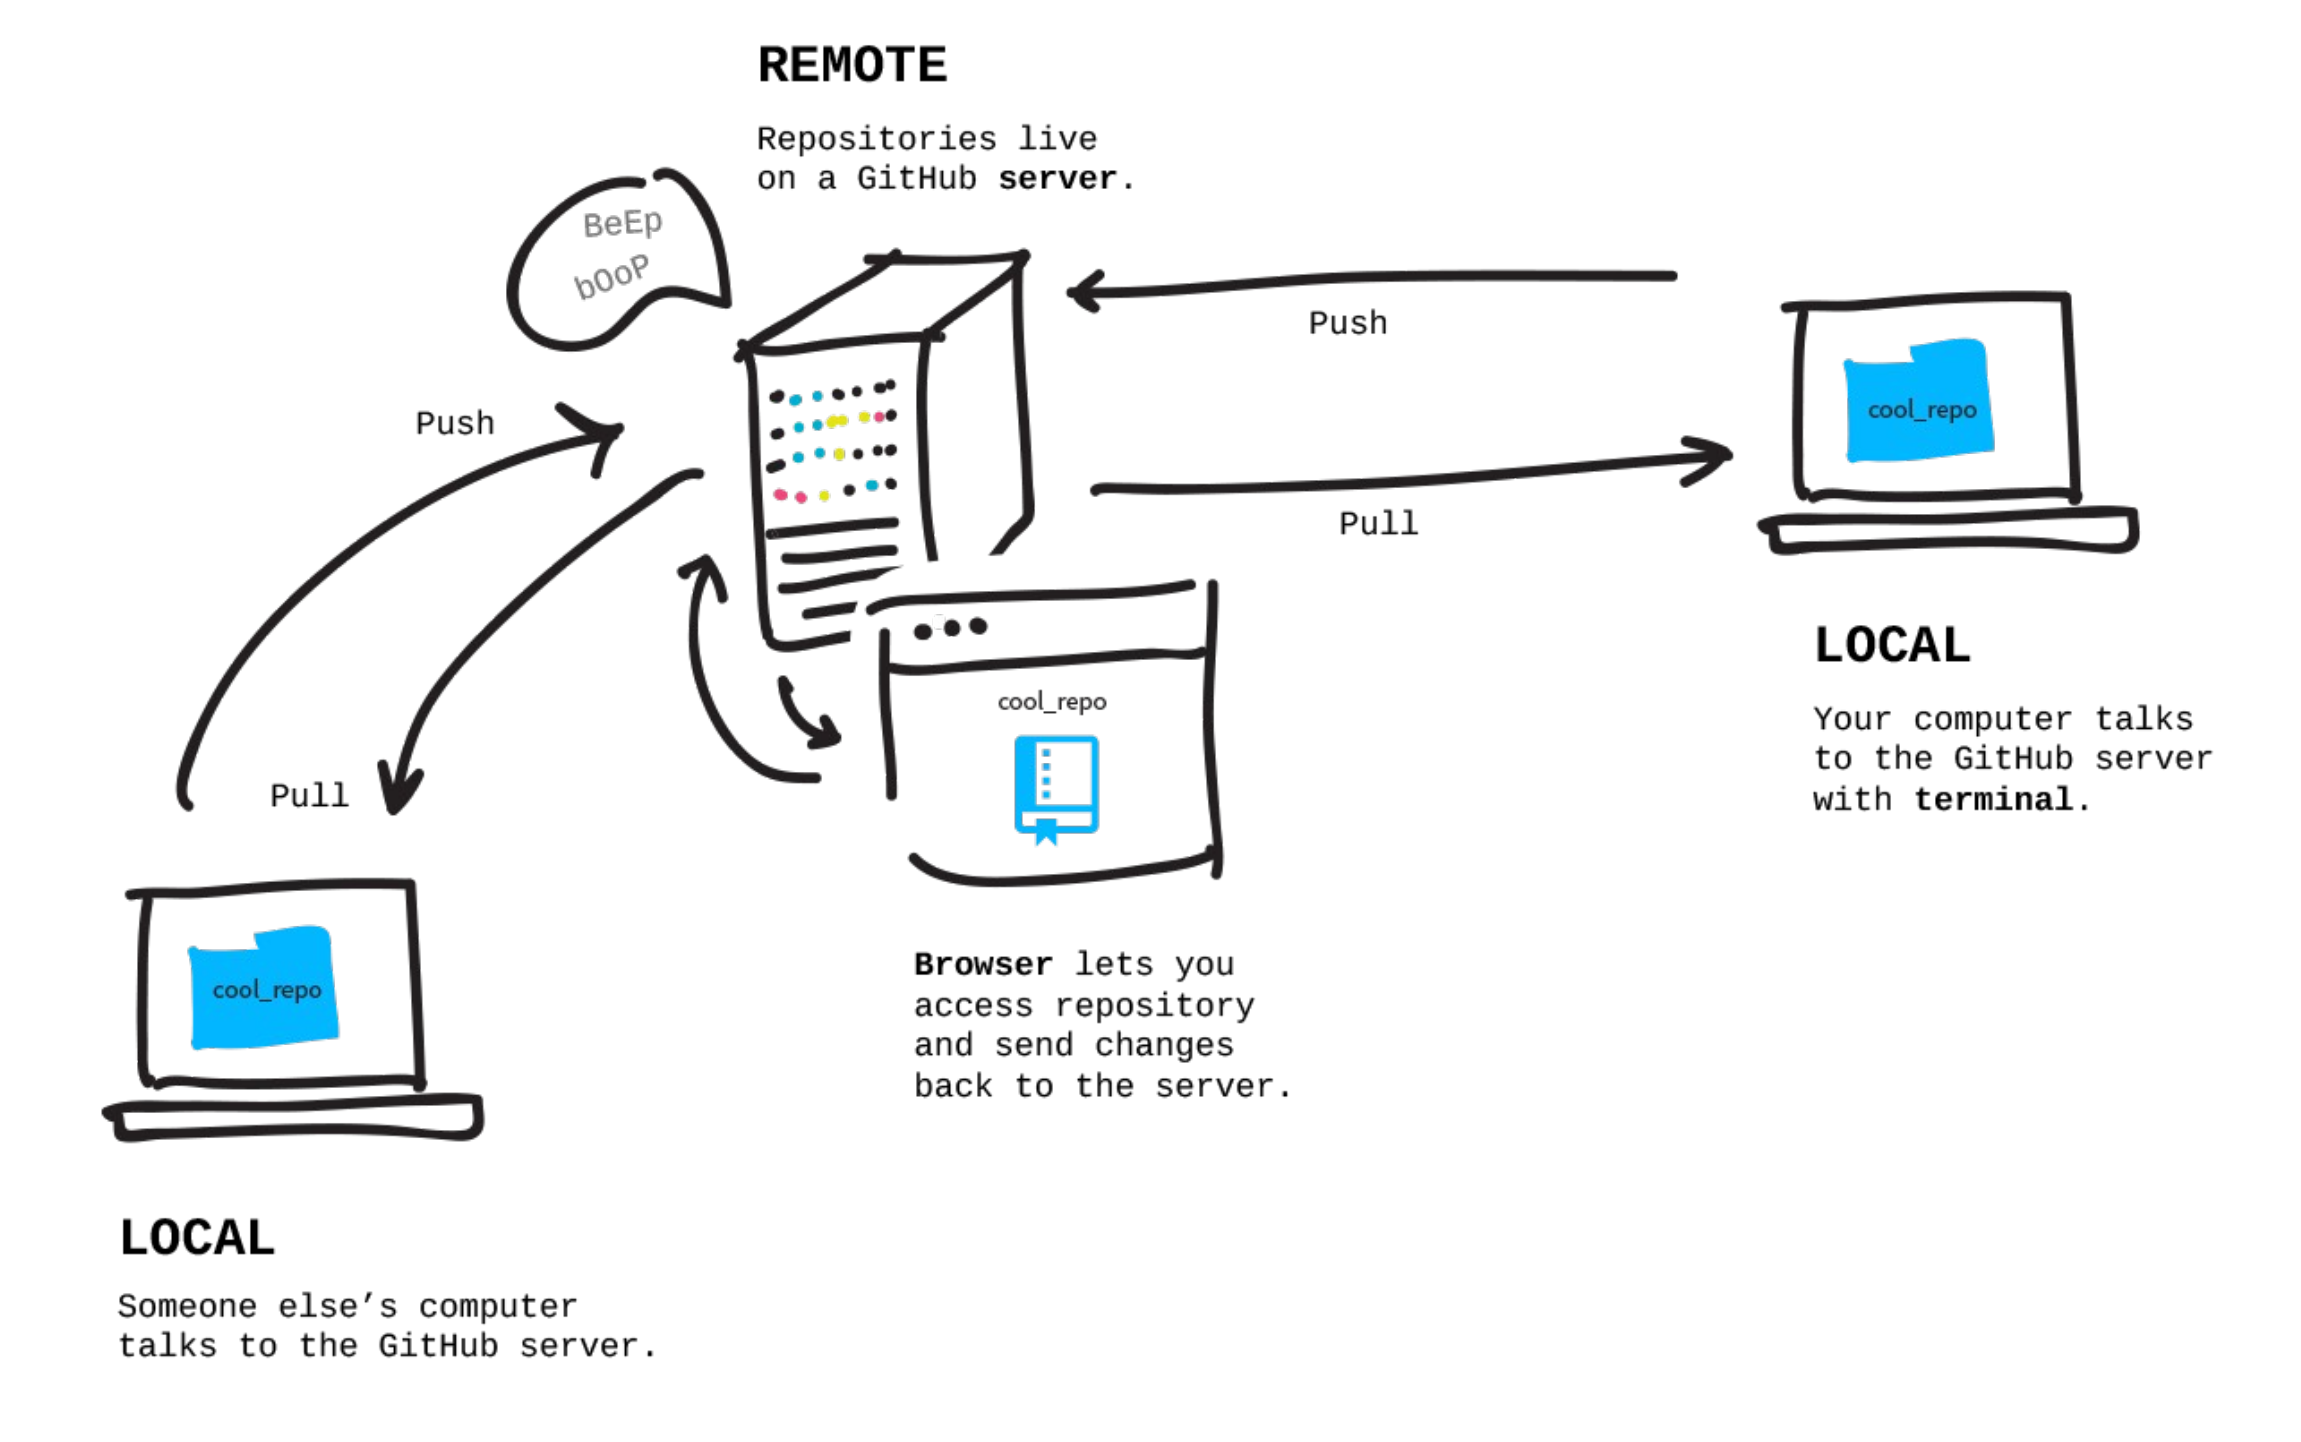 REMOTE
Repositories live
on a GitHub server.
BeEp
bOoP
Push
Pull
Push
Pull
cool_repo
LOCAL
Your computer talks
to the GitHub server
with terminal.
cool_repo
Browser lets you
access repository
and send changes
back to the server.
cool_repo
LOCAL
Someone else’s computer
talks to the GitHub server.